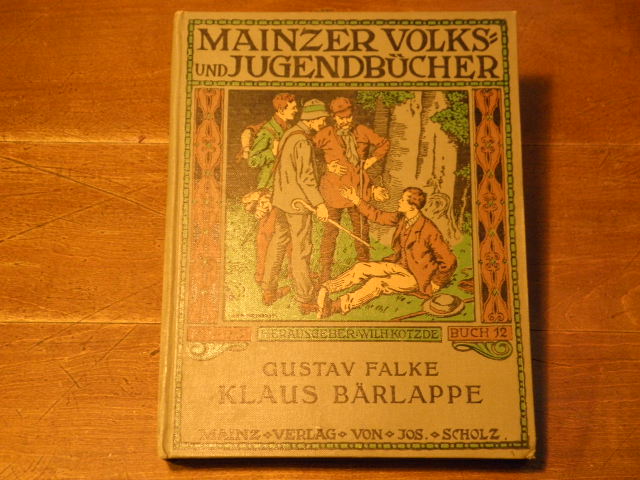 MAINZER VOLKS=
UND JUGENDBÜCHER
HERAUSGEBER WILH KOTZDE
BUCH 12
GUSTAV FALKE
KLAUS BÄRLAPPE
MAINZ VERLAG VON JOS. SCHOLZ